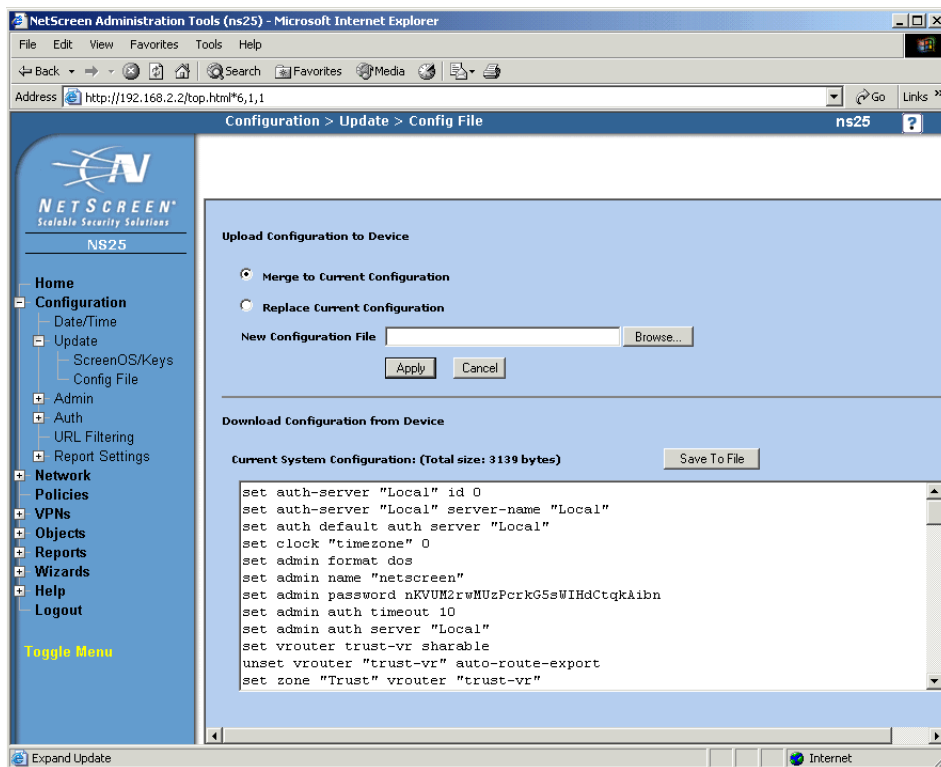 NetScreen Administration Tools (ns25) - Microsoft Internet Explorer
File Edit View Favorites Tools Help
Back Search Favorites Media
Address http://192.168.2.2/top.html*6,1,1 Go Links »
Configuration > Update > Config File ns25 ?
N
NETSCREEN
Scalable Security Solutions
NS25
Home
Configuration
Date/Time
Update
ScreenOS/Keys
Config File
Admin
Auth
URL Filtering
Report Settings
Network
Policies
VPNs
Objects
Reports
Wizards
Help
Logout
Toggle Menu
Upload Configuration to Device
Merge to Current Configuration
Replace Current Configuration
New Configuration File Browse...
Apply Cancel
Download Configuration from Device
Current System Configuration: (Total size: 3139 bytes) Save To File
set auth-server "Local" id 0
set auth-server "Local" server-name "Local"
set auth default auth server "Local"
set clock "timezone" 0
set admin format dos
set admin name "netscreen"
set admin password nKVUM2rwMUzPcrkG5sWIHdCtqkAibn
set admin auth timeout 10
set admin auth server "Local"
set vrouter trust-vr sharable
unset vrouter "trust-vr" auto-route-export
set zone "Trust" vrouter "trust-vr"
Expand Update Internet